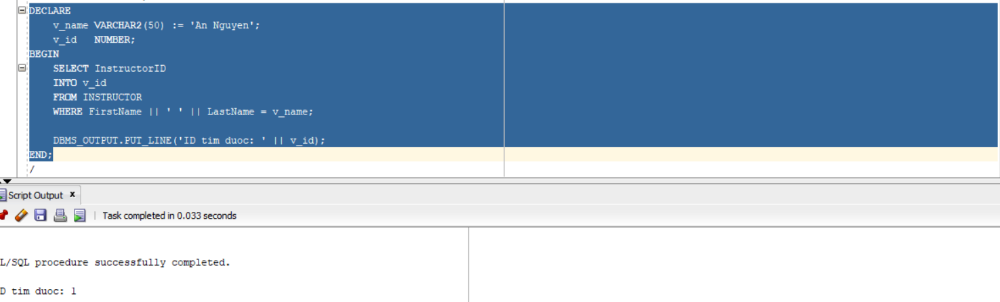 DECLARE
v_name VARCHAR2(50) := 'An Nguyen';
v_id   NUMBER;
BEGIN
SELECT InstructorID
INTO v_id
FROM INSTRUCTOR
WHERE FirstName || ' ' || LastName = v_name;
DBMS_OUTPUT.PUT_LINE('ID tim duoc: ' || v_id);
END;
/
Script Output x
Task completed in 0.033 seconds
L/SQL procedure successfully completed.
D tim duoc: 1